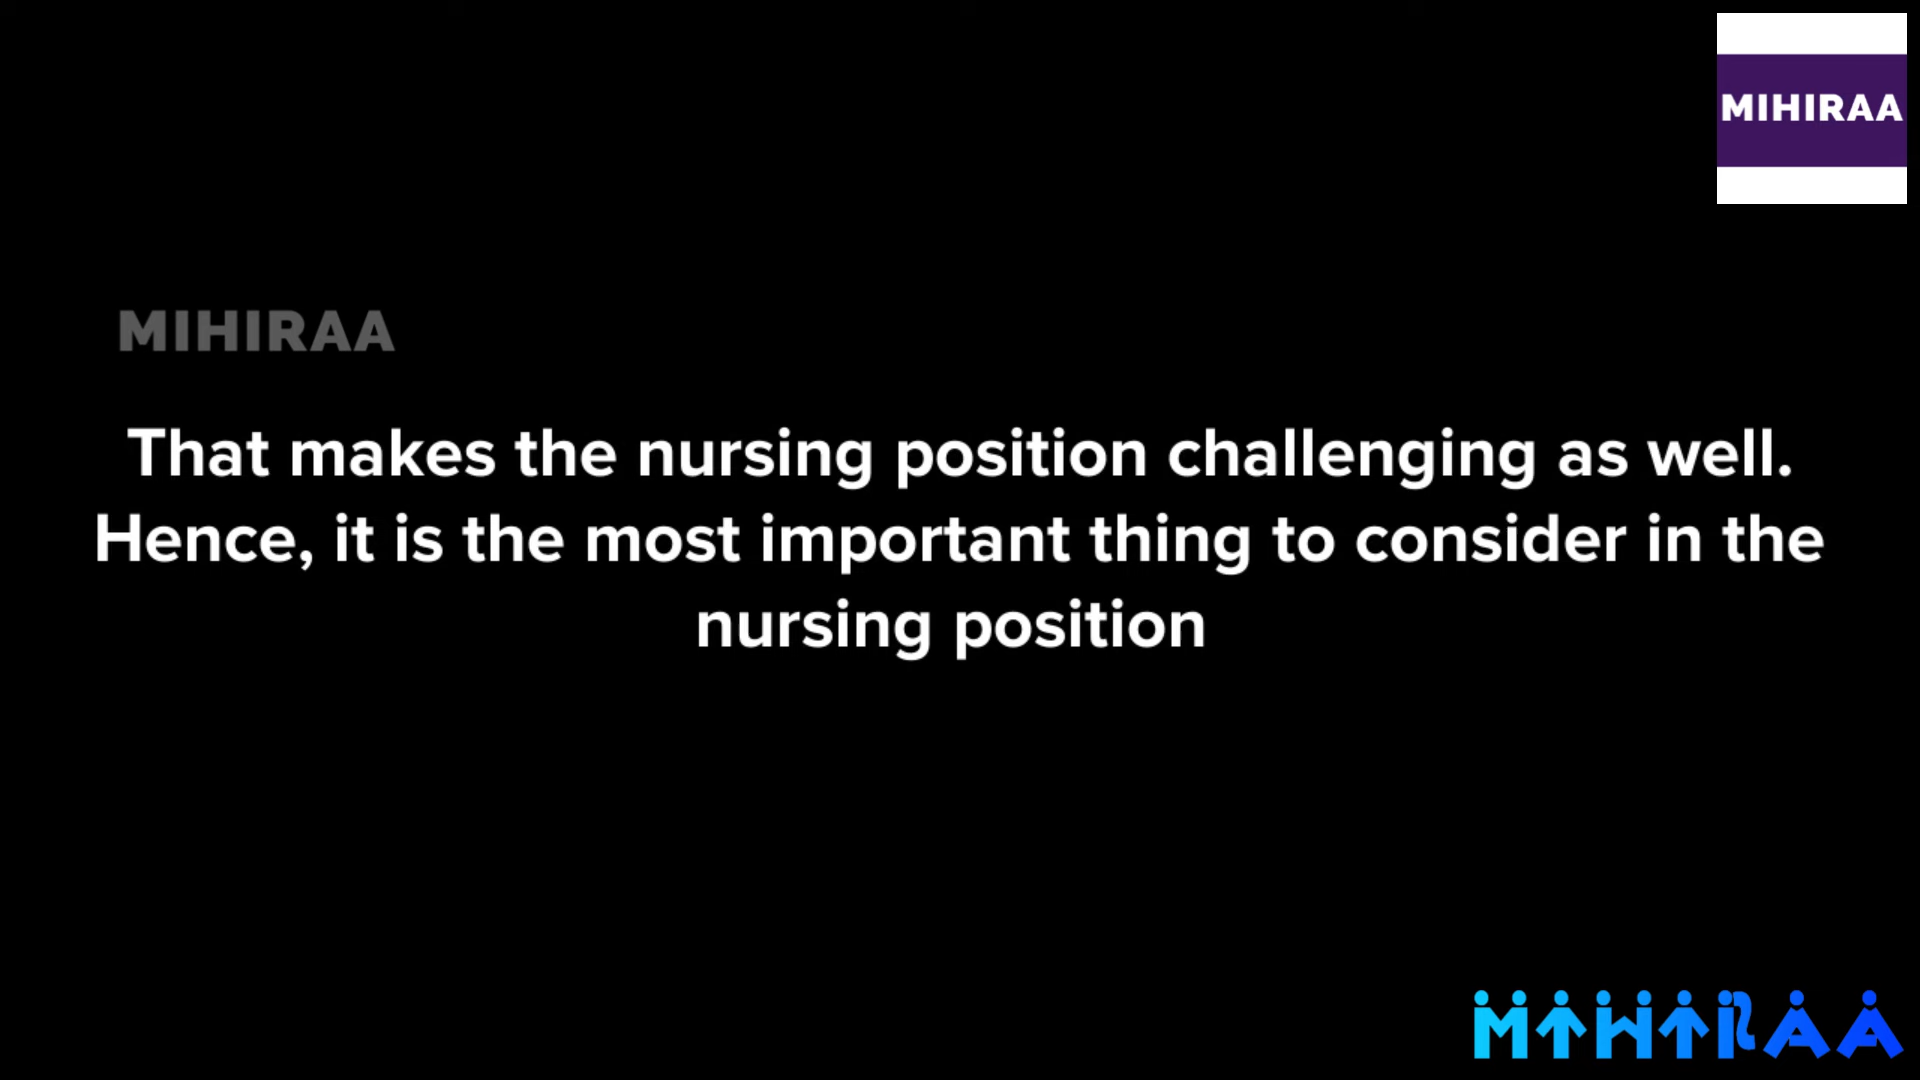 MIHIRAA
MIHIRAA
That makes the nursing position challenging as well.
Hence, it is the most important thing to consider in the
nursing position
MIHIRAA